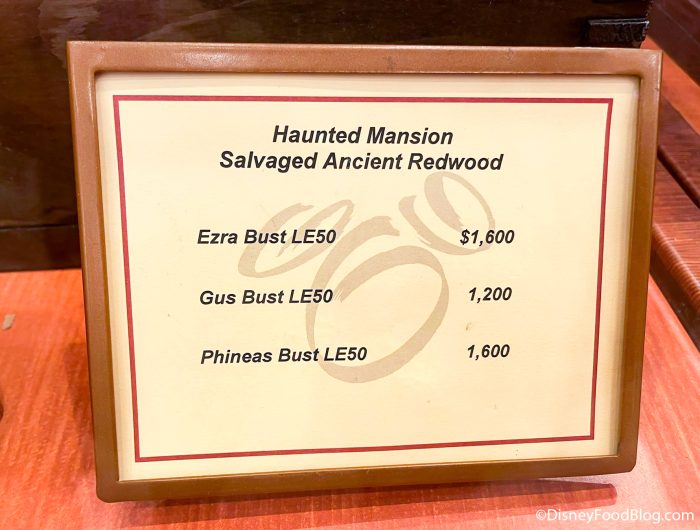 Haunted Mansion
Salvaged Ancient Redwood
Ezra Bust LE50 $1,600
Gus Bust LE50 1,200
Phineas Bust LE50 1,600
©DisneyFoodBlog.com